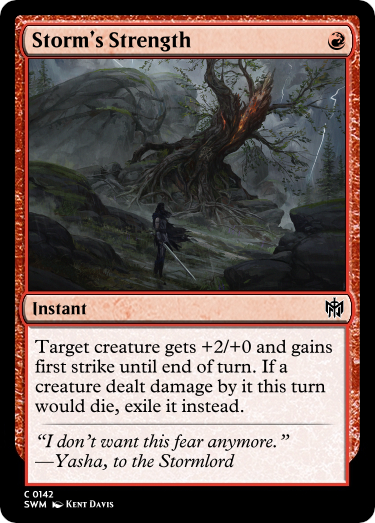 Storm's Strength
Instant
Target creature gets +2/+0 and gains
first strike until end of turn. If a
creature dealt damage by it this turn
would die, exile it instead.
"I don't want this fear anymore."
—Yasha, to the Stormlord
C 0142
SWM Kent Davis